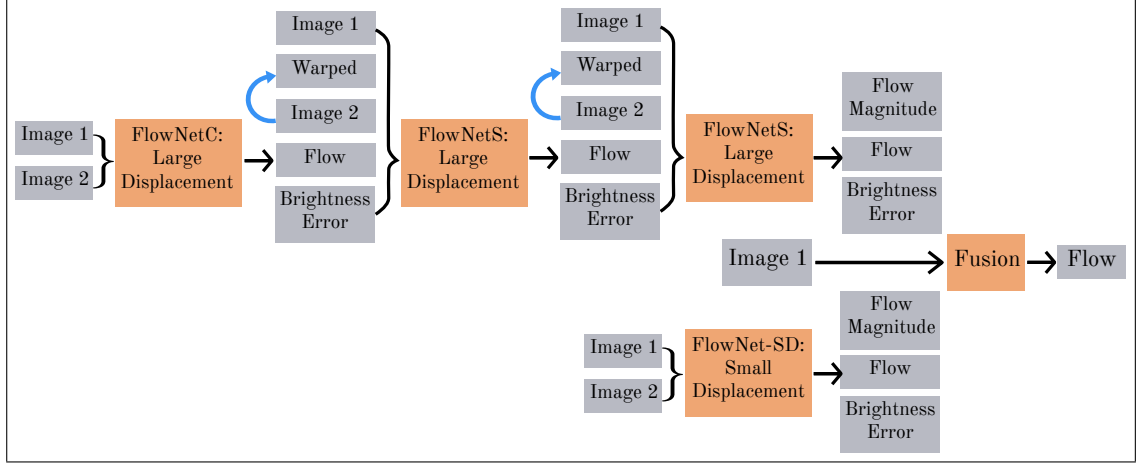 Image 1
Image 2
FlowNetC:
Large
Displacement
Image 1
Warped
Image 2
Flow
Brightness
Error
FlowNetS:
Large
Displacement
Image 1
Warped
Image 2
Flow
Brightness
Error
FlowNetS:
Large
Displacement
Flow
Magnitude
Flow
Brightness
Error
Image 1
Fusion
Flow
Image 1
Image 2
FlowNet-SD:
Small
Displacement
Flow
Magnitude
Flow
Brightness
Error